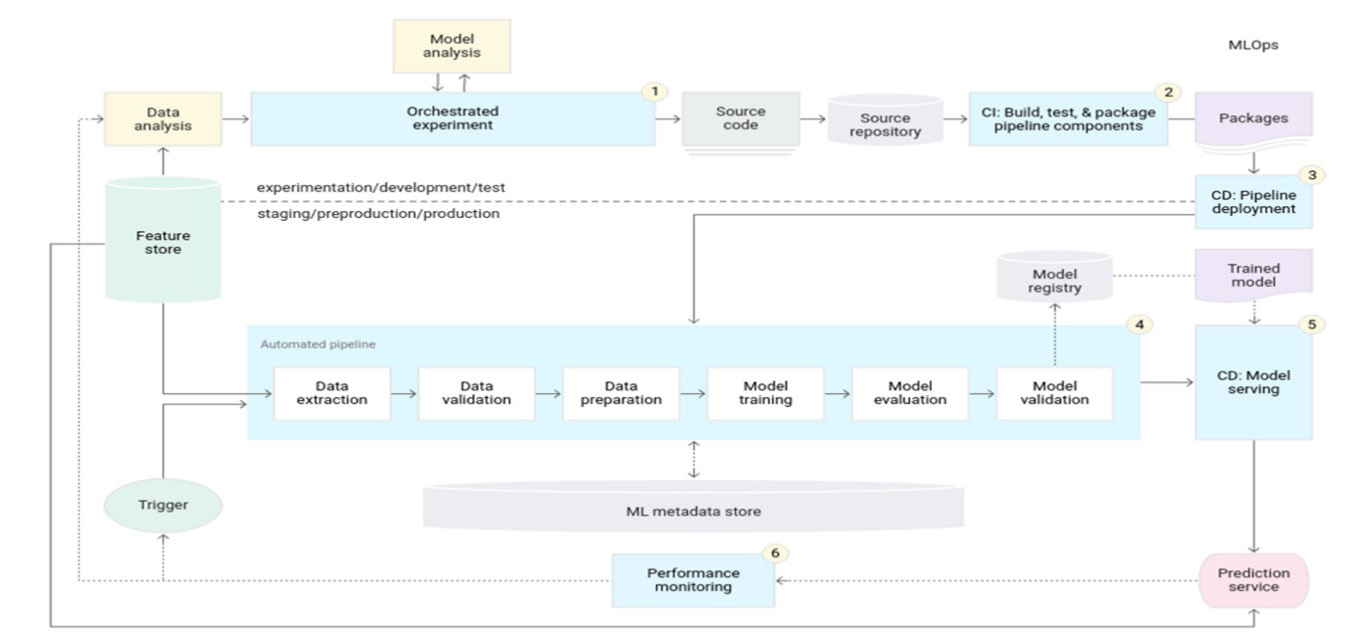 Model
analysis
MLOps
1
2
Data
analysis
Orchestrated
experiment
Source
code
Source
repository
CI: Build, test, & package
pipeline components
Packages
experimentation/development/test
staging/preproduction/production
3
CD: Pipeline
deployment
Feature
store
Model
registry
Trained
model
4
5
Automated pipeline
Data
extraction
Data
validation
Data
preparation
Model
training
Model
evaluation
Model
validation
CD: Model
serving
Trigger
ML metadata store
6
Performance
monitoring
Prediction
service